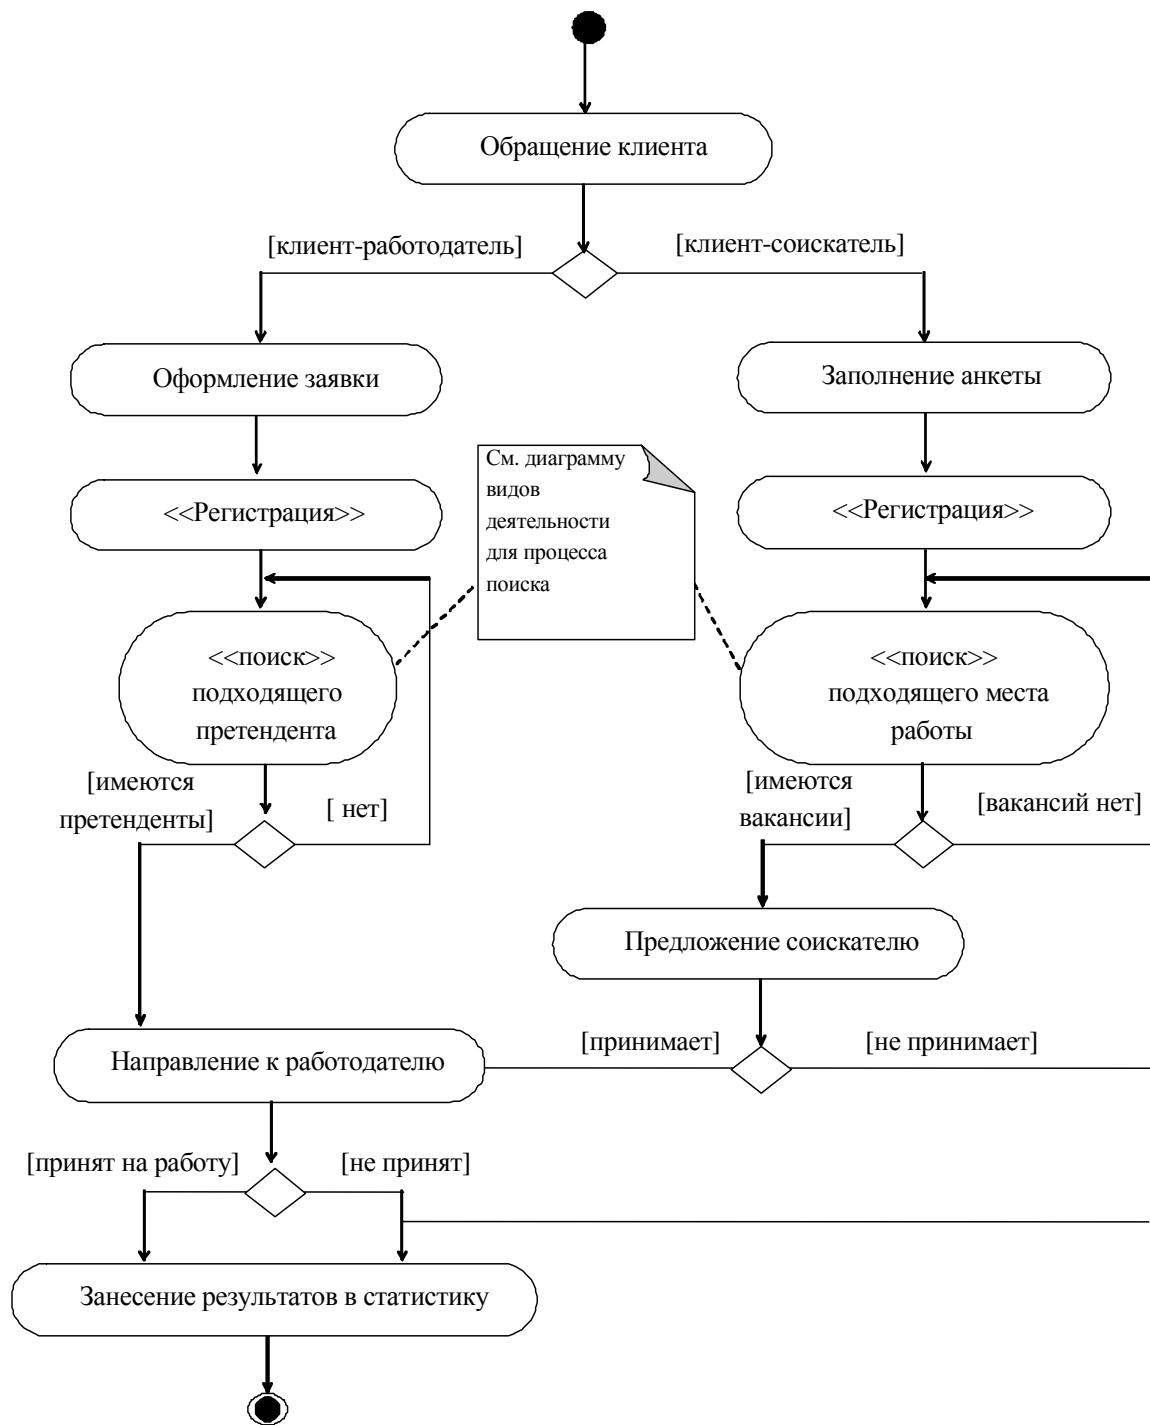 Обращение клиента
[клиент-работодатель]
[клиент-соискатель]
Оформление заявки
Заполнение анкеты
См. диаграмму
видов
деятельности
для процесса
поиска
<<Регистрация>>
<<Регистрация>>
<<поиск>>
подходящего
претендента
<<поиск>>
подходящего места
работы
[имеются
претенденты]
[ нет]
[имеются
вакансии]
[вакансий нет]
Предложение соискателю
[принимает]
[не принимает]
Направление к работодателю
[принят на работу]
[не принят]
Занесение результатов в статистику